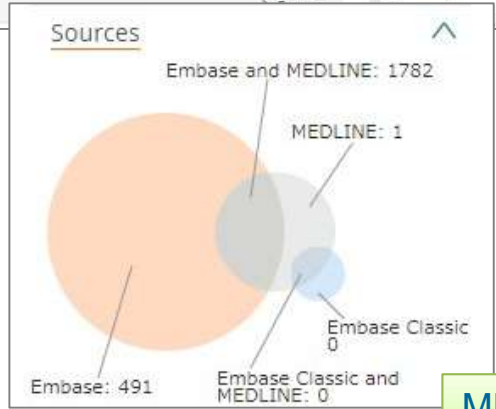 Sources
Embase and MEDLINE: 1782
MEDLINE: 1
Embase Classic
0
Embase: 491
Embase Classic and
MEDLINE: 0